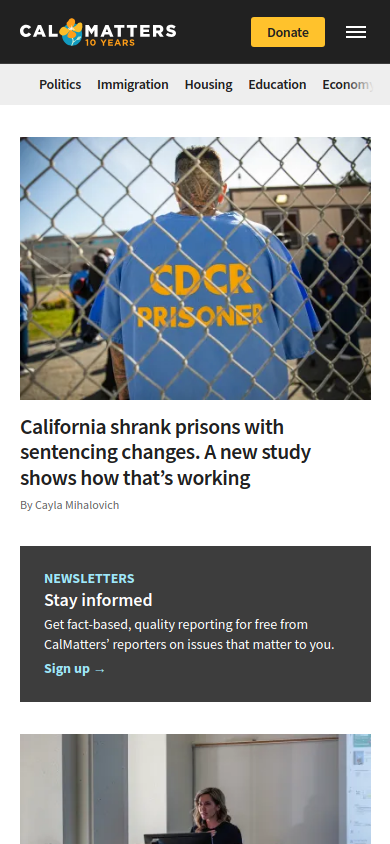 CAL MATTERS
10 YEARS
Donate
Politics Immigration Housing Education Economy
CDCR
PRISONER
California shrank prisons with
sentencing changes. A new study
shows how that’s working
By Cayla Mihalovich
NEWSLETTERS
Stay informed
Get fact-based, quality reporting for free from
CalMatters’ reporters on issues that matter to you.
Sign up →